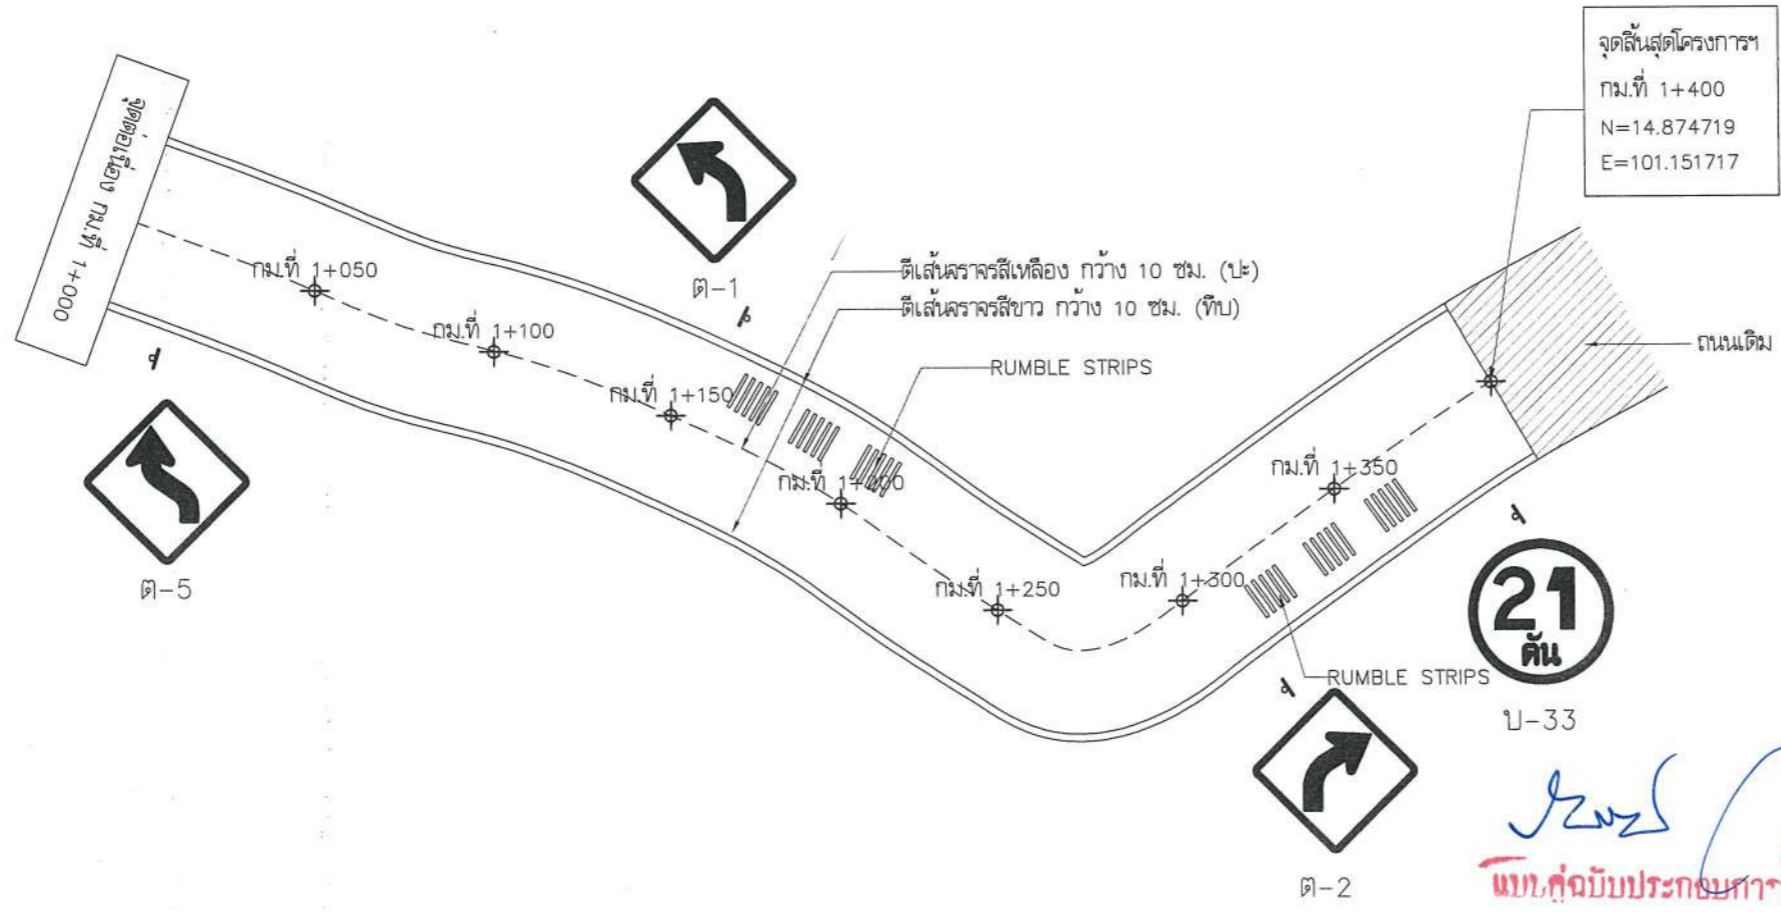 จุดสิ้นสุดโครงการฯ
กม.ที่ 1+400
N=14.874719
E=101.151717
จุดต่อเนื่อง กม.ที่ 1+000
กม.ที่ 1+050
กม.ที่ 1+100
กม.ที่ 1+150
ต-1
ต-5
ตีเส้นจราจรสีเหลือง กว้าง 10 ซม. (ปะ)
ตีเส้นจราจรสีขาว กว้าง 10 ซม. (ทึบ)
RUMBLE STRIPS
ถนนเดิม
กม.ที่ 1+200
กม.ที่ 1+250
กม.ที่ 1+300
กม.ที่ 1+350
RUMBLE STRIPS
21
ตัน
บ-33
ต-2
แบบคู่ฉบับประกอบการ